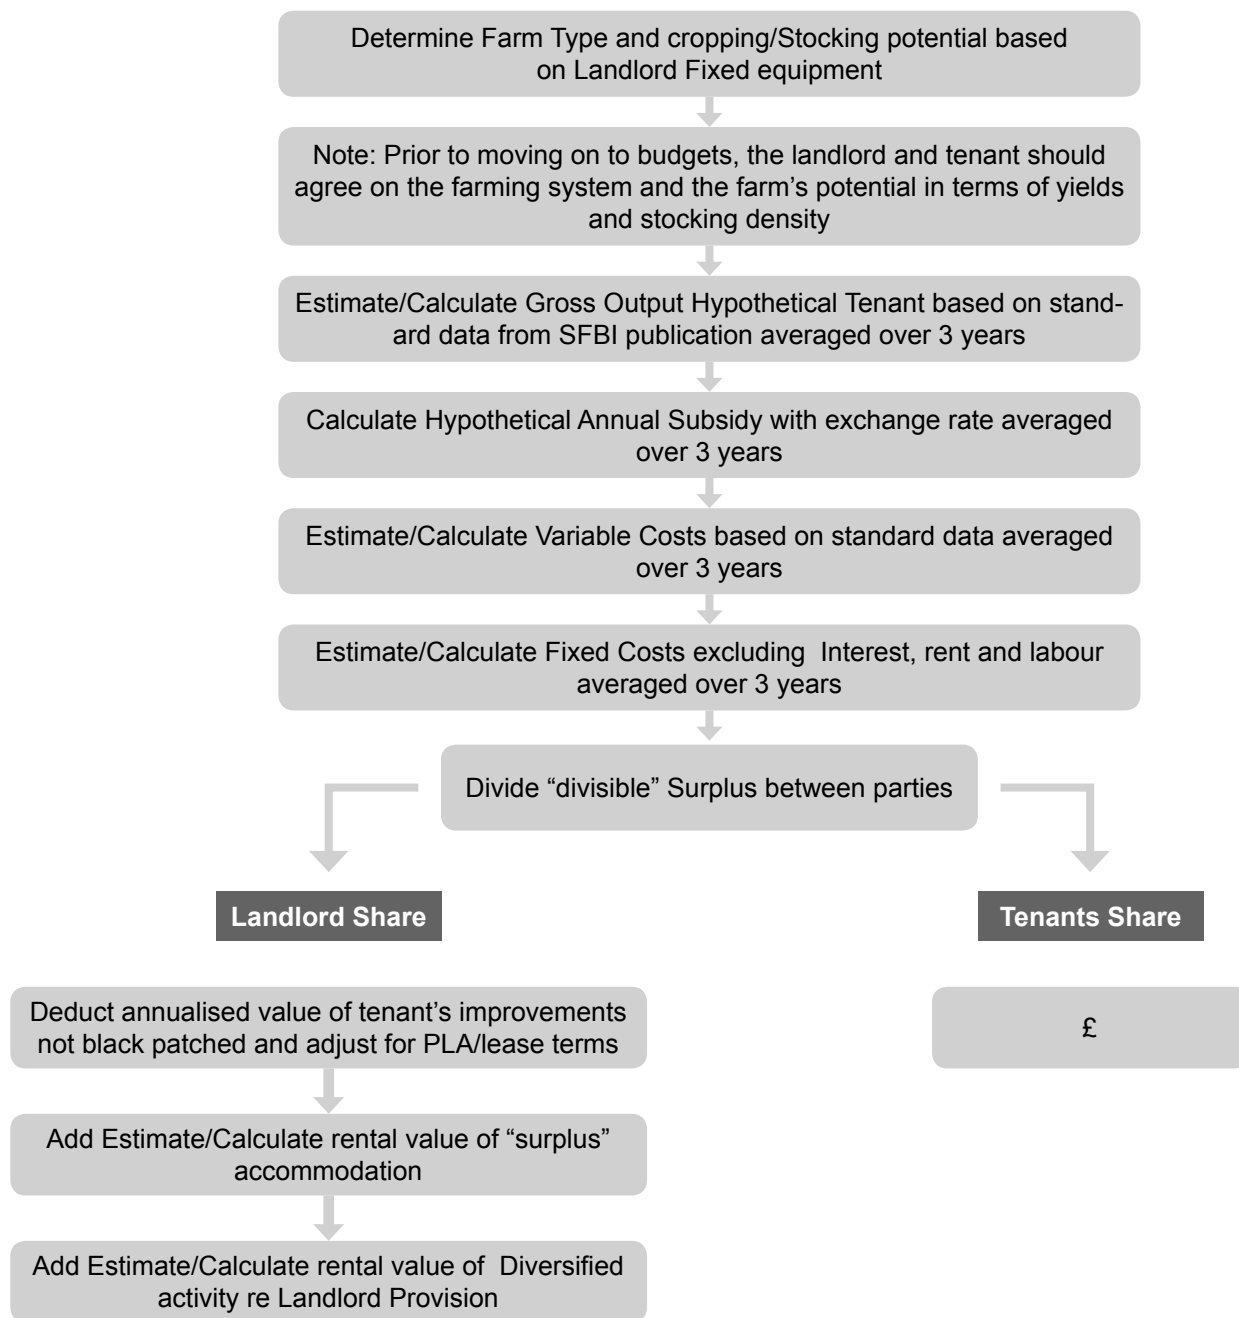 Determine Farm Type and cropping/Stocking potential based
on Landlord Fixed equipment
Note: Prior to moving on to budgets, the landlord and tenant should
agree on the farming system and the farm’s potential in terms of yields
and stocking density
Estimate/Calculate Gross Output Hypothetical Tenant based on stand-
ard data from SFBI publication averaged over 3 years
Calculate Hypothetical Annual Subsidy with exchange rate averaged
over 3 years
Estimate/Calculate Variable Costs based on standard data averaged
over 3 years
Estimate/Calculate Fixed Costs excluding Interest, rent and labour
averaged over 3 years
Divide “divisible” Surplus between parties
Landlord Share
Tenants Share
Deduct annualised value of tenant’s improvements
not black patched and adjust for PLA/lease terms
£
Add Estimate/Calculate rental value of “surplus”
accommodation
Add Estimate/Calculate rental value of Diversified
activity re Landlord Provision